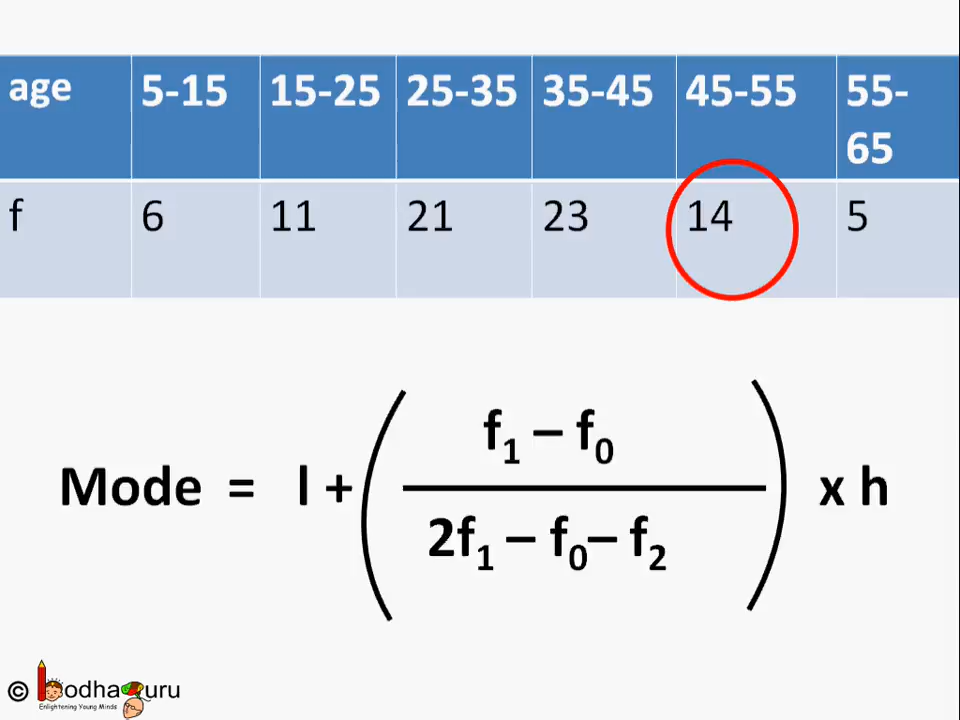 age 5-15 15-25 25-35 35-45 45-55 55-
65
f 6 11 21 23 14 5
f₁ – f₀
Mode = l + x h
2f₁ – f₀– f₂
© BodhaGuru
Enlightening Young Minds